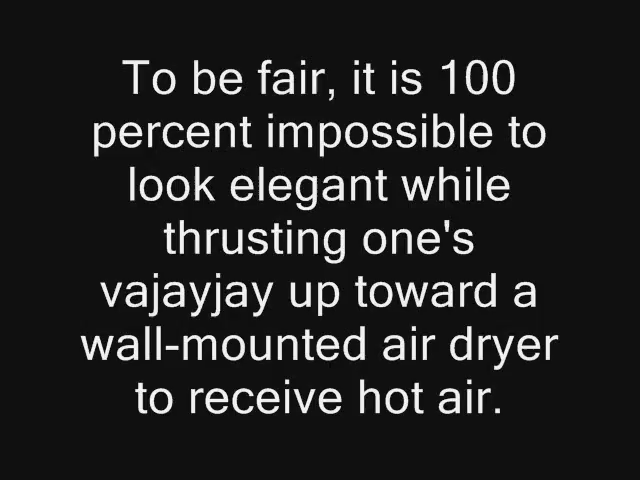 To be fair, it is 100
percent impossible to
look elegant while
thrusting one's
vajayjay up toward a
wall-mounted air dryer
to receive hot air.